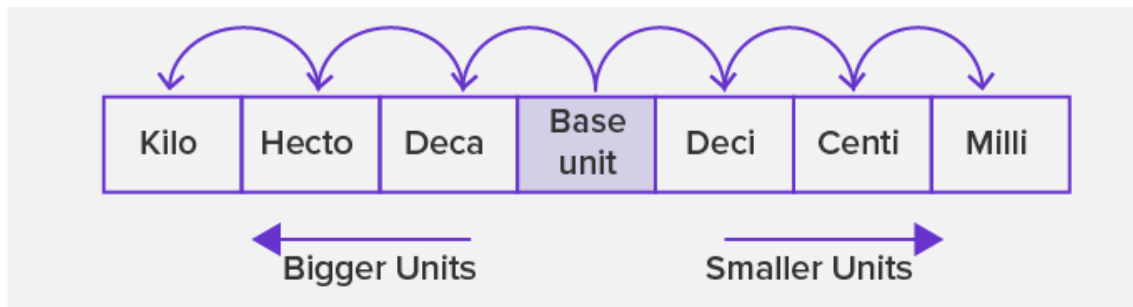 Kilo
Hecto
Deca
Base
unit
Deci
Centi
Milli
Bigger Units
Smaller Units